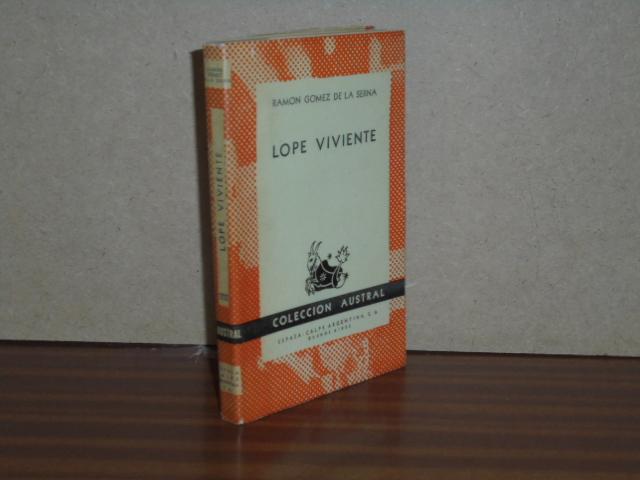 RAMON GOMEZ DE LA SERNA
LOPE VIVIENTE
COLECCION AUSTRAL
ESPASA-CALPE ARGENTINA, S. A.
BUENOS AIRES
LOPE VIVIENTE
AUSTRAL